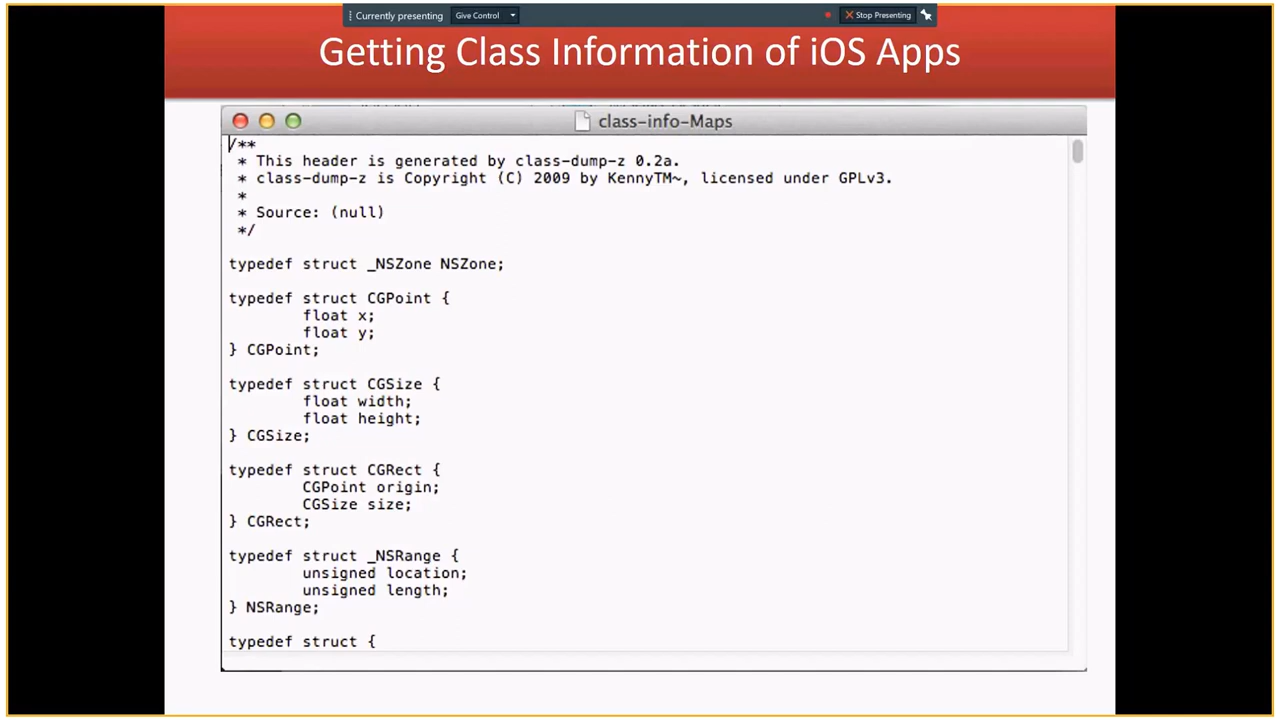 Currently presenting
Give Control
Stop Presenting
Getting Class Information of iOS Apps
class-info-Maps
/**
 * This header is generated by class-dump-z 0.2a.
 * class-dump-z is Copyright (C) 2009 by KennyTM~, licensed under GPLv3.
 *
 * Source: (null)
 */
typedef struct _NSZone NSZone;
typedef struct CGPoint {
float x;
float y;
} CGPoint;
typedef struct CGSize {
float width;
float height;
} CGSize;
typedef struct CGRect {
CGPoint origin;
CGSize size;
} CGRect;
typedef struct _NSRange {
unsigned location;
unsigned length;
} NSRange;
typedef struct {